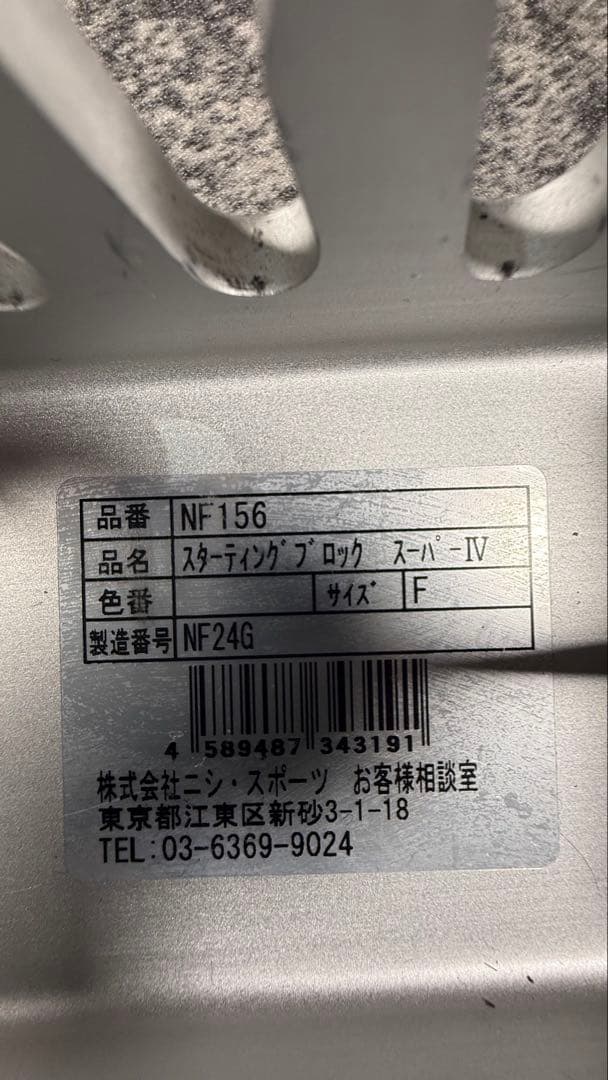 品番 NF156
品名 ｽﾀｰﾃｨﾝｸﾞﾌﾞﾛｯｸ ｽｰﾊﾟｰⅣ
色番 ｻｲｽﾞ F
製造番号 NF24G
4 589487 343191
株式会社ニシ・スポーツ お客様相談室
東京都江東区新砂3-1-18
TEL:03-6369-9024